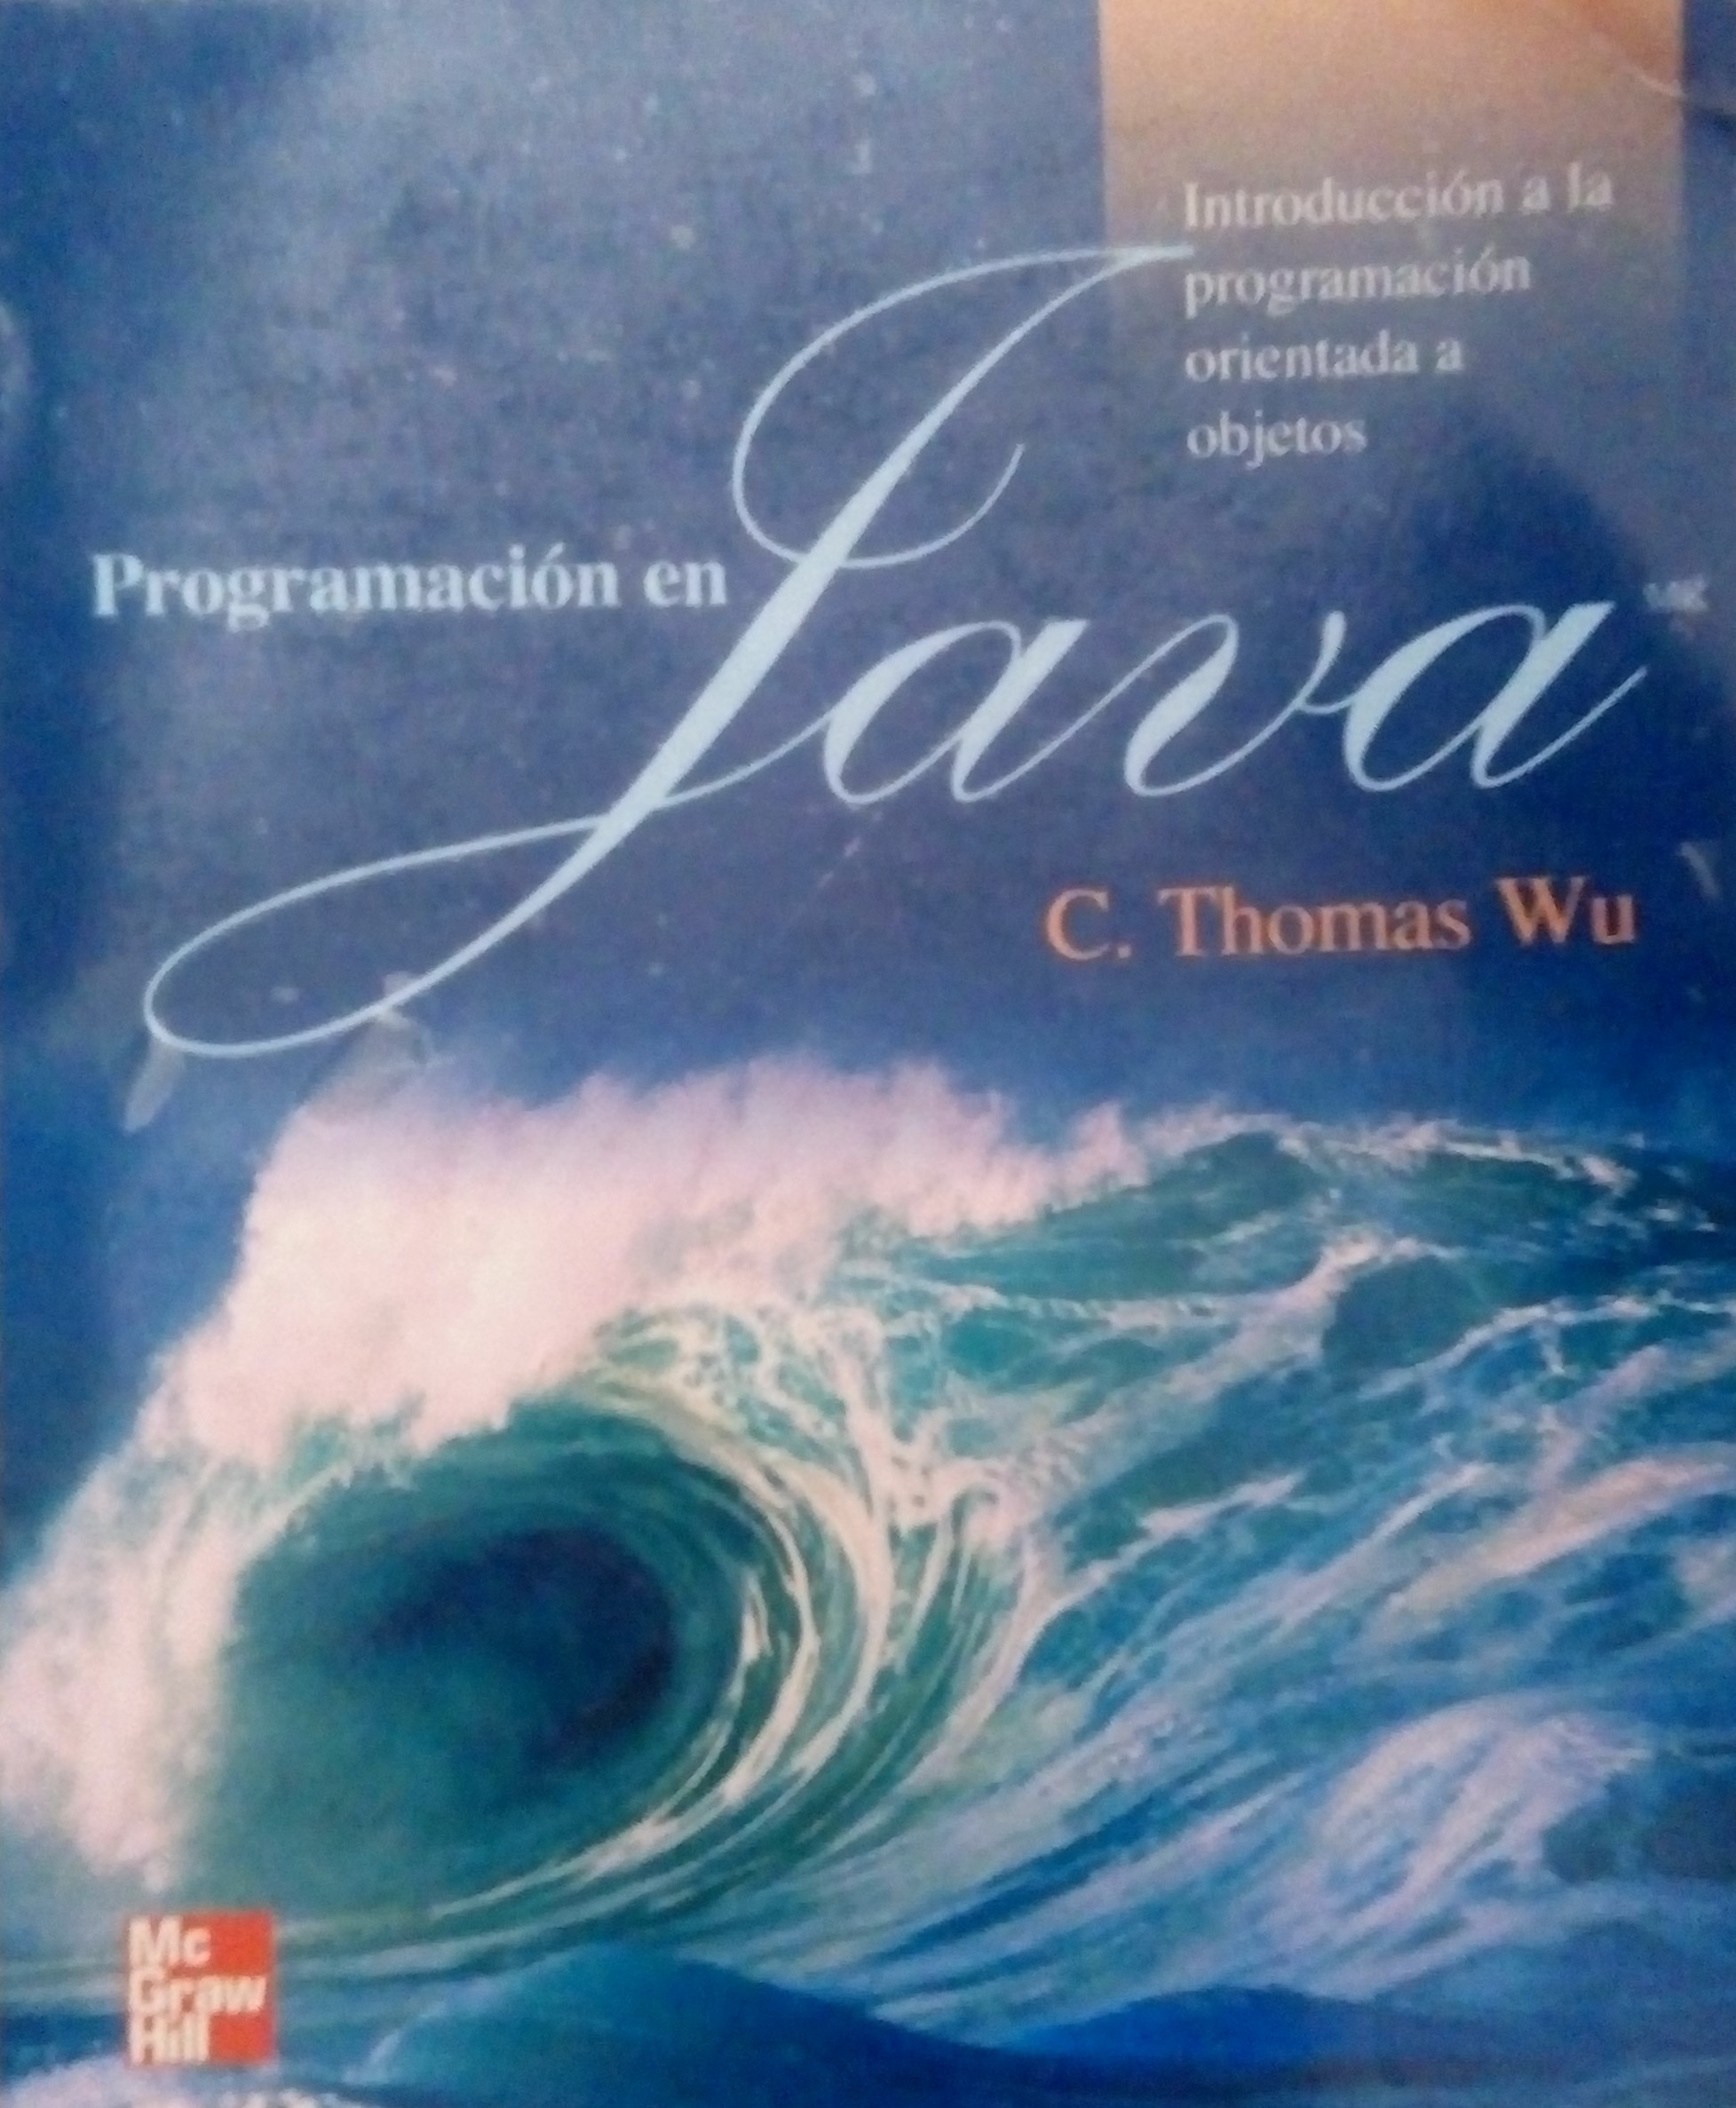 Introducción a la
programación
orientada a
objetos
Programación en
Java
C. Thomas Wu
Mc
Graw
Hill